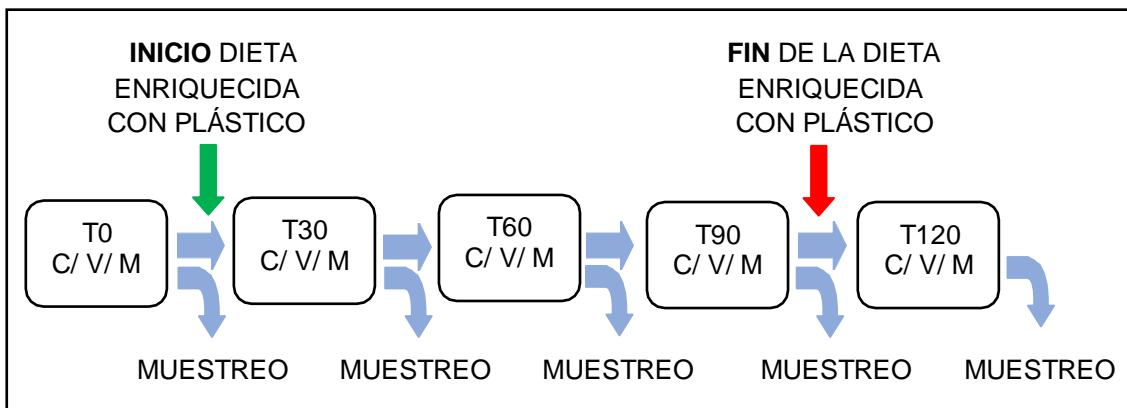 INICIO DIETA
ENRIQUECIDA
CON PLÁSTICO
FIN DE LA DIETA
ENRIQUECIDA
CON PLÁSTICO
T0
C/ V/ M
T30
C/ V/ M
T60
C/ V/ M
T90
C/ V/ M
T120
C/ V/ M
MUESTREO
MUESTREO
MUESTREO
MUESTREO
MUESTREO